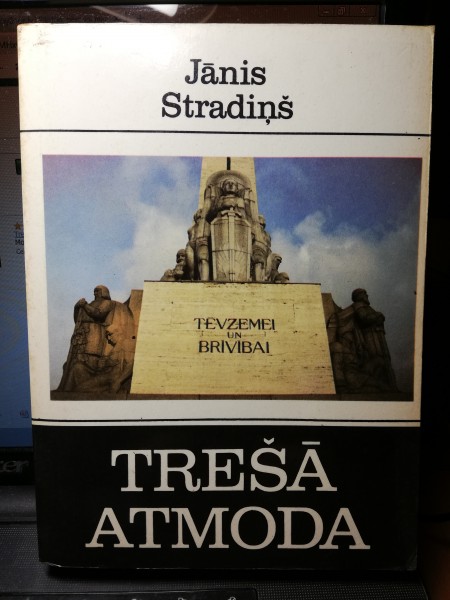 Jānis
Stradiņš
TĒVZEMEI
UN
BRĪVĪBAI
TREŠĀ
ATMODA